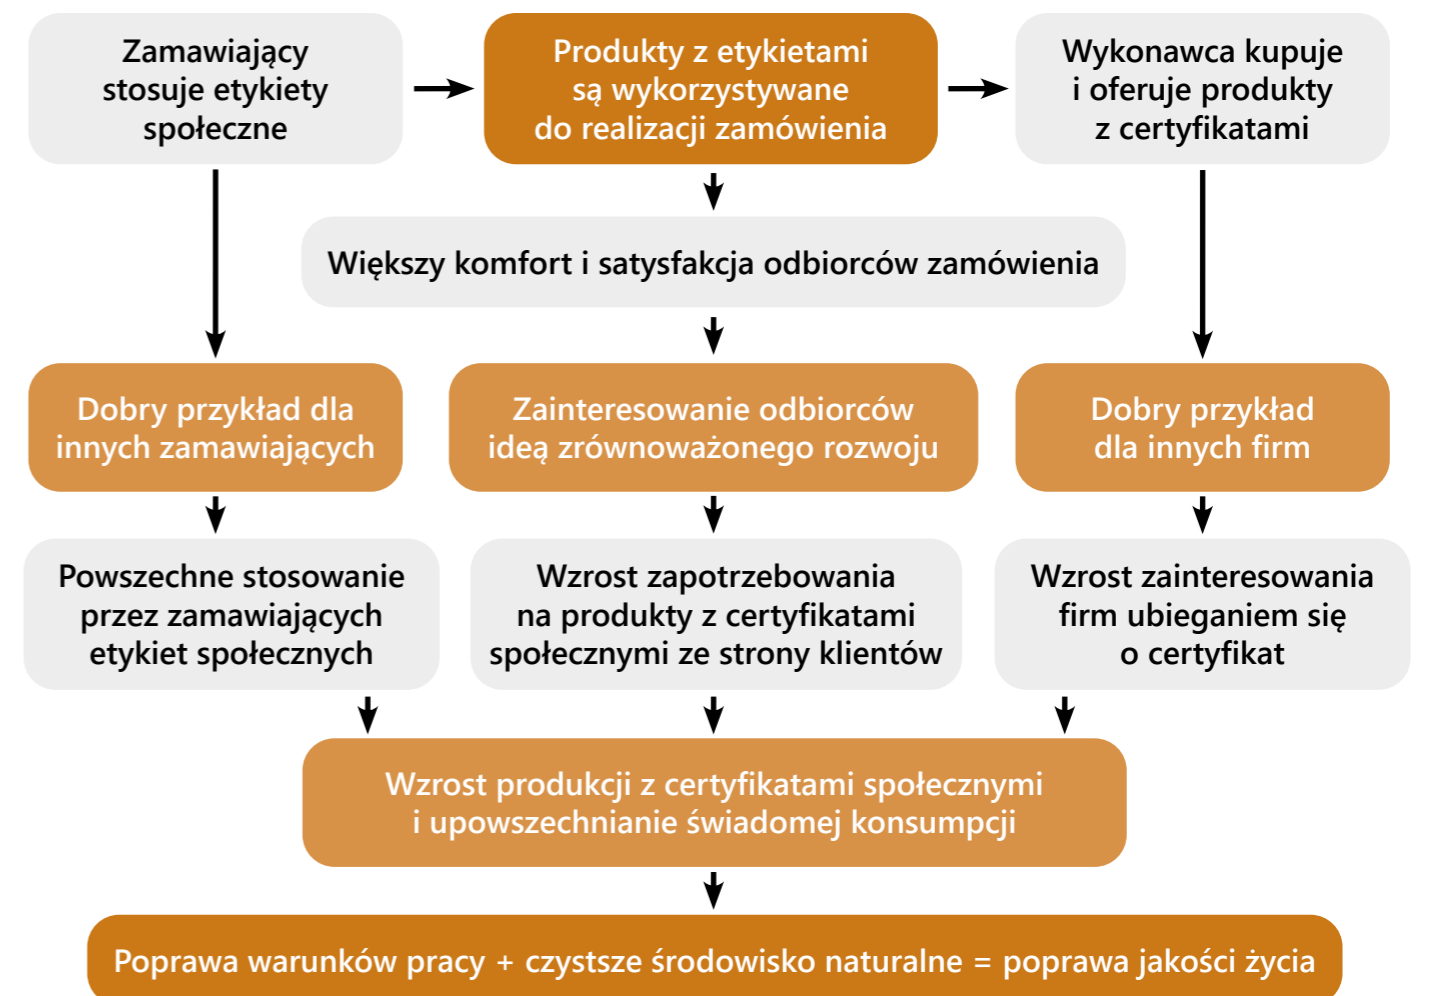 Zamawiający
stosuje etykiety
społeczne
Produkty z etykietami
są wykorzystywane
do realizacji zamówienia
Wykonawca kupuje
i oferuje produkty
z certyfikatami
Większy komfort i satysfakcja odbiorców zamówienia
Dobry przykład dla
innych zamawiających
Zainteresowanie odbiorców
ideą zrównoważonego rozwoju
Dobry przykład
dla innych firm
Powszechne stosowanie
przez zamawiających
etykiet społecznych
Wzrost zapotrzebowania
na produkty z certyfikatami
społecznymi ze strony klientów
Wzrost zainteresowania
firm ubieganiem się
o certyfikat
Wzrost produkcji z certyfikatami społecznymi
i upowszechnianie świadomej konsumpcji
Poprawa warunków pracy + czystsze środowisko naturalne = poprawa jakości życia